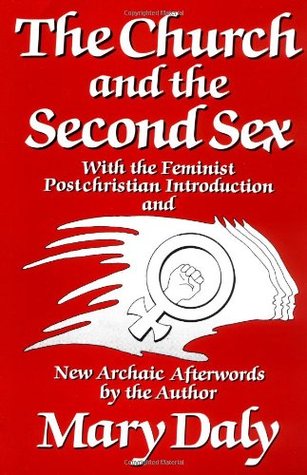 The Church
and the
Second Sex
With the Feminist
Postchristian Introduction
and
New Archaic Afterwords
by the Author
Mary Daly